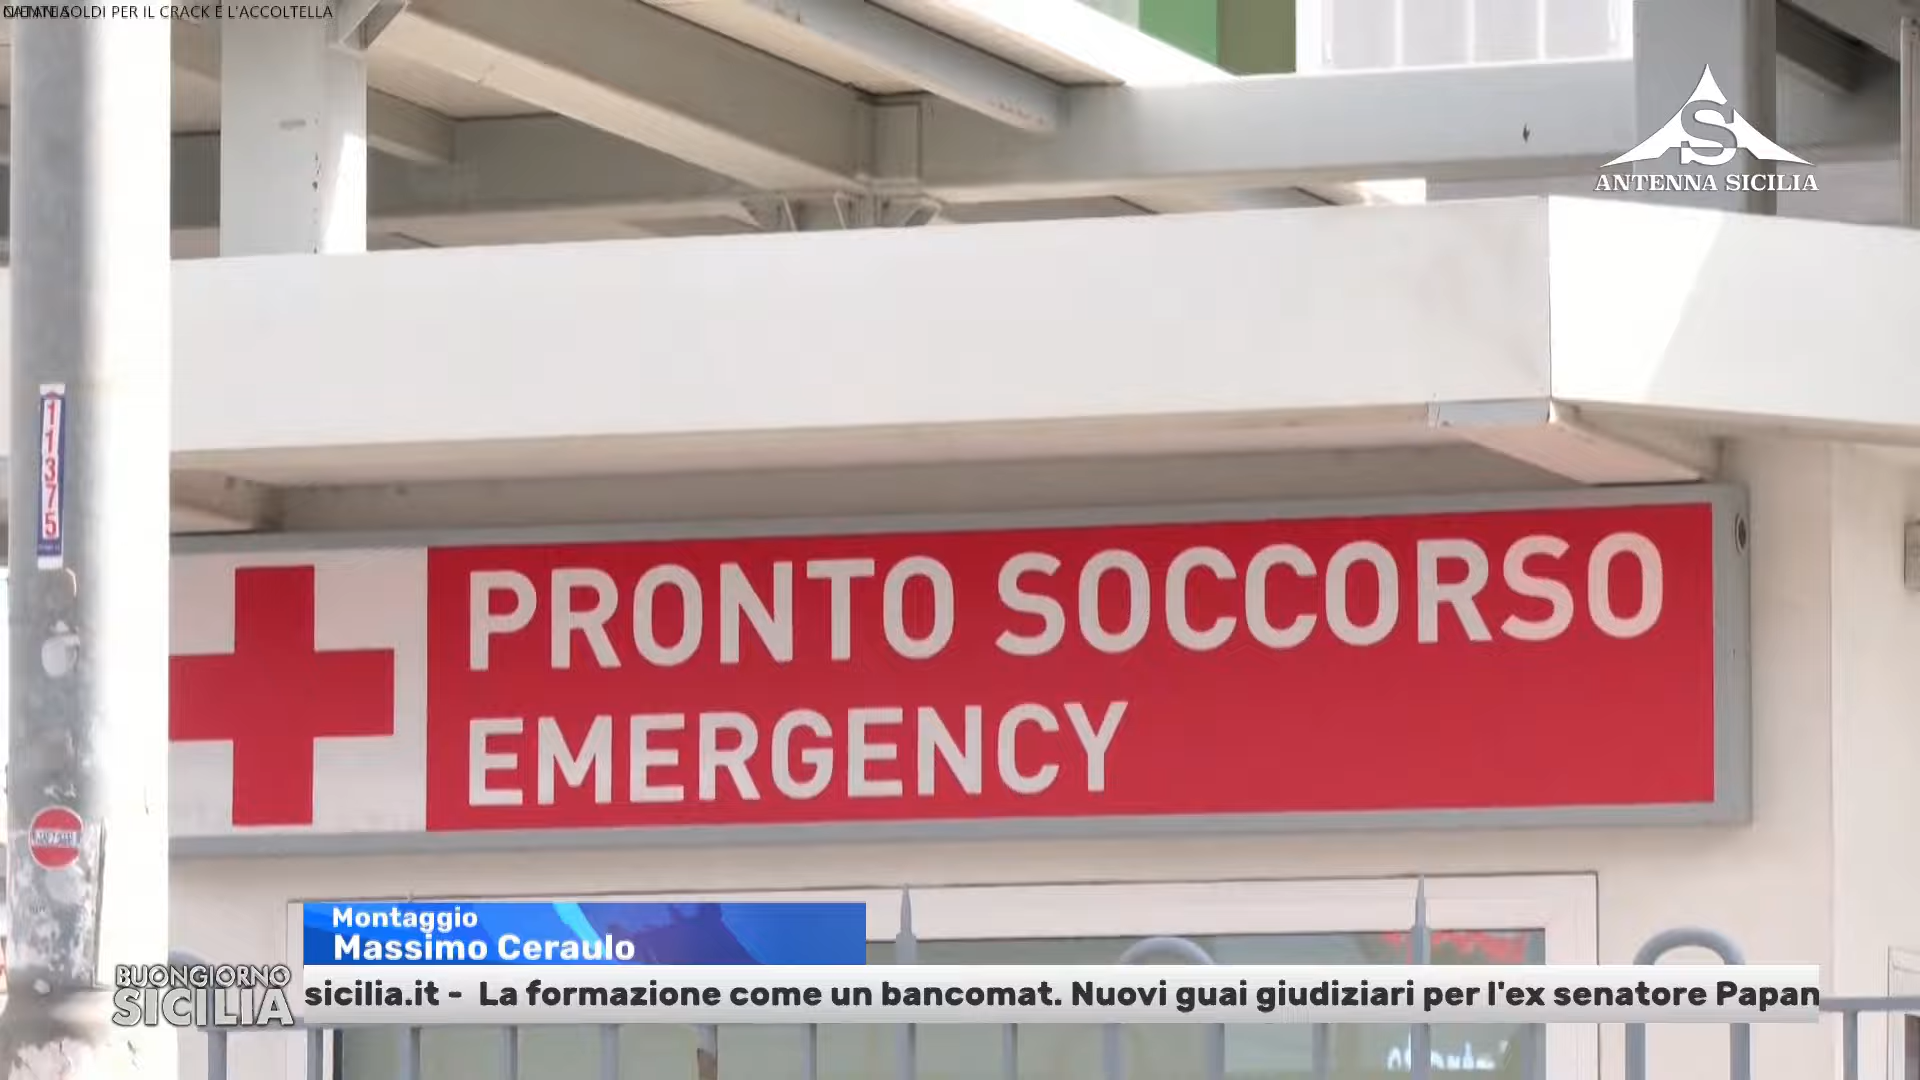 SOLDI PER IL CRACK E L'ACCOLTELLA
ANTENNA SICILIA
11375
PRONTO SOCCORSO
EMERGENCY
Montaggio
Massimo Ceraulo
BUONGIORNO
SICILIA
sicilia.it - La formazione come un bancomat. Nuovi guai giudiziari per l'ex senatore Papan